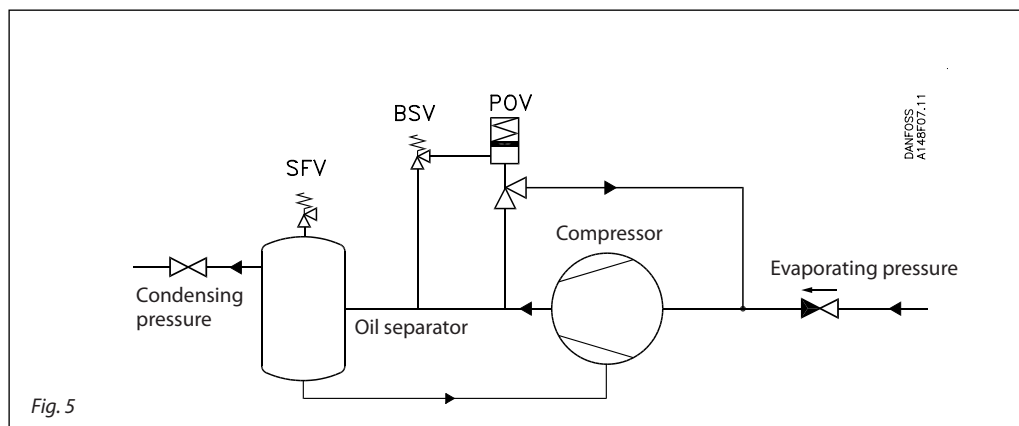 POV
BSV
SFV
DANFOSS
A148F07.11
Compressor
Evaporating pressure
Condensing
pressure
Oil separator
Fig. 5